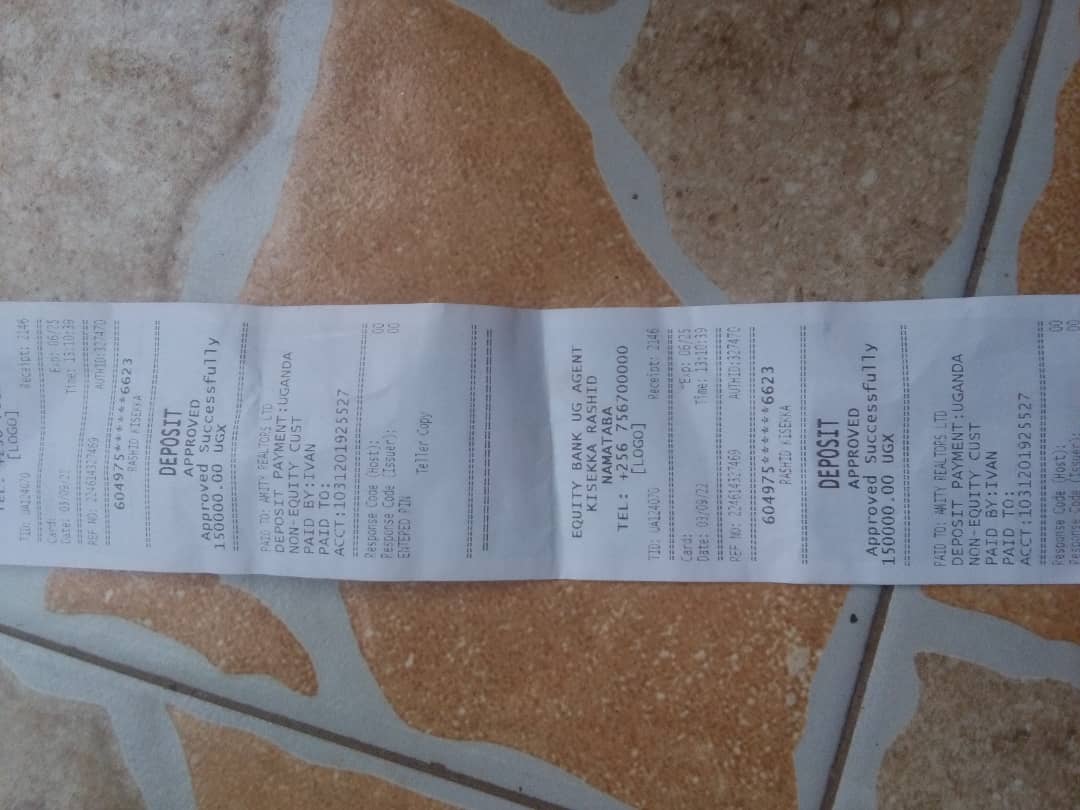 [LOGO]
TID: UA124070 Receipt: 2146
Card: Exp: 06/25
Date: 03/09/22 Time: 13:10:39
REF NO: 224614327469 AUTHID:327470
604975******6623
RASHID KISEKKA
DEPOSIT
APPROVED
Approved Successfully
150000.00 UGX
PAID TO: AMITY REALTORS LTD
DEPOSIT PAYMENT:UGANDA
NON-EQUITY CUST
PAID BY:IVAN
PAID TO:
ACCT:1031201925527
Response Code (Host): 00
Response Code (Issuer): 00
ENTERED PIN
Teller Copy
EQUITY BANK UG AGENT
KISEKKA RASHID
NAMATABA
TEL: +256 756700000
[LOGO]
TID: UA124070 Receipt: 2146
Card: Exp: 06/25
Date: 03/09/22 Time: 13:10:39
REF NO: 224614327469 AUTHID:327470
604975******6623
RASHID KISEKKA
DEPOSIT
APPROVED
Approved Successfully
150000.00 UGX
PAID TO: AMITY REALTORS LTD
DEPOSIT PAYMENT:UGANDA
NON-EQUITY CUST
PAID BY:IVAN
PAID TO:
ACCT:1031201925527
Response Code (Host): 00
Response Code (Issuer): 00